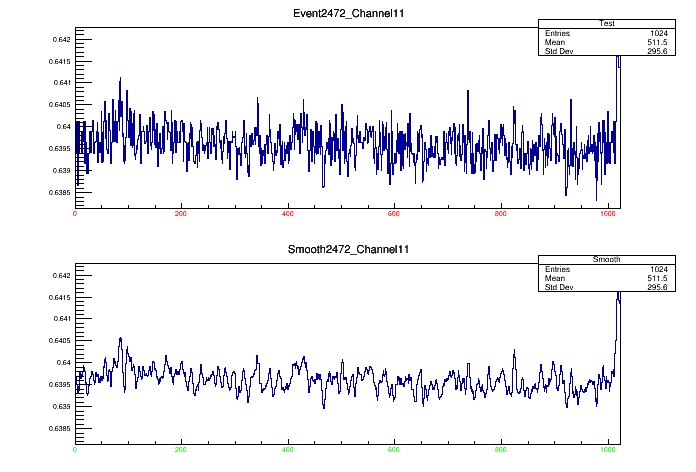 Event2472_Channel11
Test
Entries 1024
Mean 511.5
Std Dev 295.6
0.642
0.6415
0.641
0.6405
0.64
0.6395
0.639
0.6385
0 200 400 600 800 1000
Smooth2472_Channel11
Smooth
Entries 1024
Mean 511.5
Std Dev 295.6
0.642
0.6415
0.641
0.6405
0.64
0.6395
0.639
0.6385
0 200 400 600 800 1000